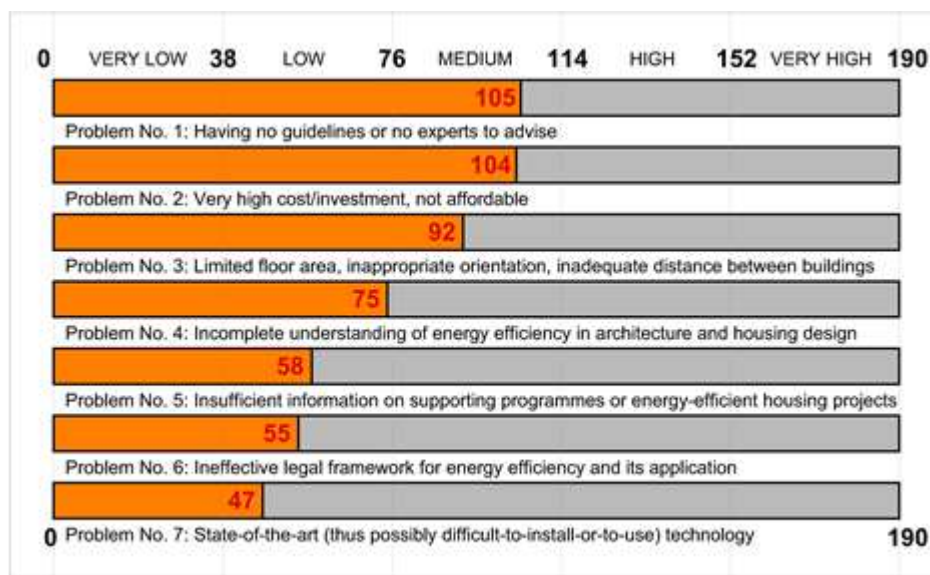 0 VERY LOW 38 LOW 76 MEDIUM 114 HIGH 152 VERY HIGH 190
105
Problem No. 1: Having no guidelines or no experts to advise
104
Problem No. 2: Very high cost/investment, not affordable
92
Problem No. 3: Limited floor area, inappropriate orientation, inadequate distance between buildings
75
Problem No. 4: Incomplete understanding of energy efficiency in architecture and housing design
58
Problem No. 5: Insufficient information on supporting programmes or energy-efficient housing projects
55
Problem No. 6: Ineffective legal framework for energy efficiency and its application
47
0 Problem No. 7: State-of-the-art (thus possibly difficult-to-install-or-to-use) technology 190